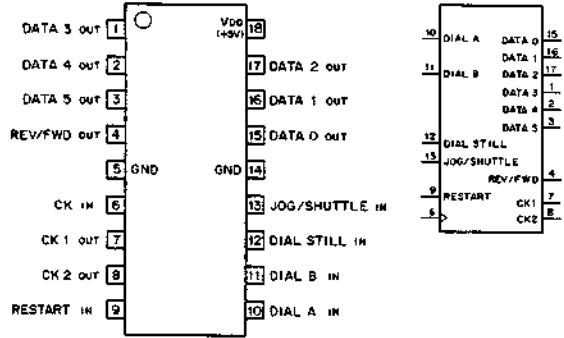 DATA 3 OUT 1
DATA 4 OUT 2
DATA 5 OUT 3
REV/FWD OUT 4
5 GND
CK IN 6
CK 1 OUT 7
CK 2 OUT 8
RESTART IN 9
VDD (+5V) 18
17 DATA 2 OUT
16 DATA 1 OUT
15 DATA 0 OUT
GND 14
13 JOG/SHUTTLE IN
12 DIAL STILL IN
11 DIAL B IN
10 DIAL A IN
10 DIAL A
11 DIAL B
12 DIAL STILL
13 JOG/SHUTTLE
9 RESTART
6
DATA 0 15
DATA 1 16
DATA 2 17
DATA 3 1
DATA 4 2
DATA 5 3
REV/FWD 4
CK1 7
CK2 8